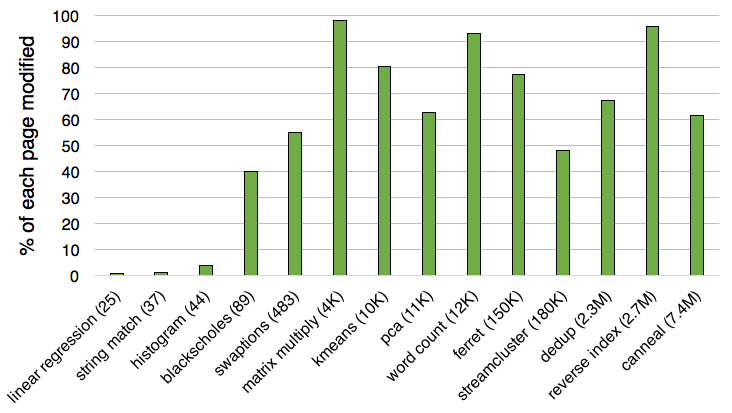 % of each page modified
100
90
80
70
60
50
40
30
20
10
0
linear regression (25)
string match (37)
histogram (44)
blackscholes (89)
swaptions (483)
matrix multiply (4K)
kmeans (10K)
pca (11K)
word count (12K)
ferret (150K)
streamcluster (180K)
dedup (2.3M)
reverse index (2.7M)
canneal (7.4M)